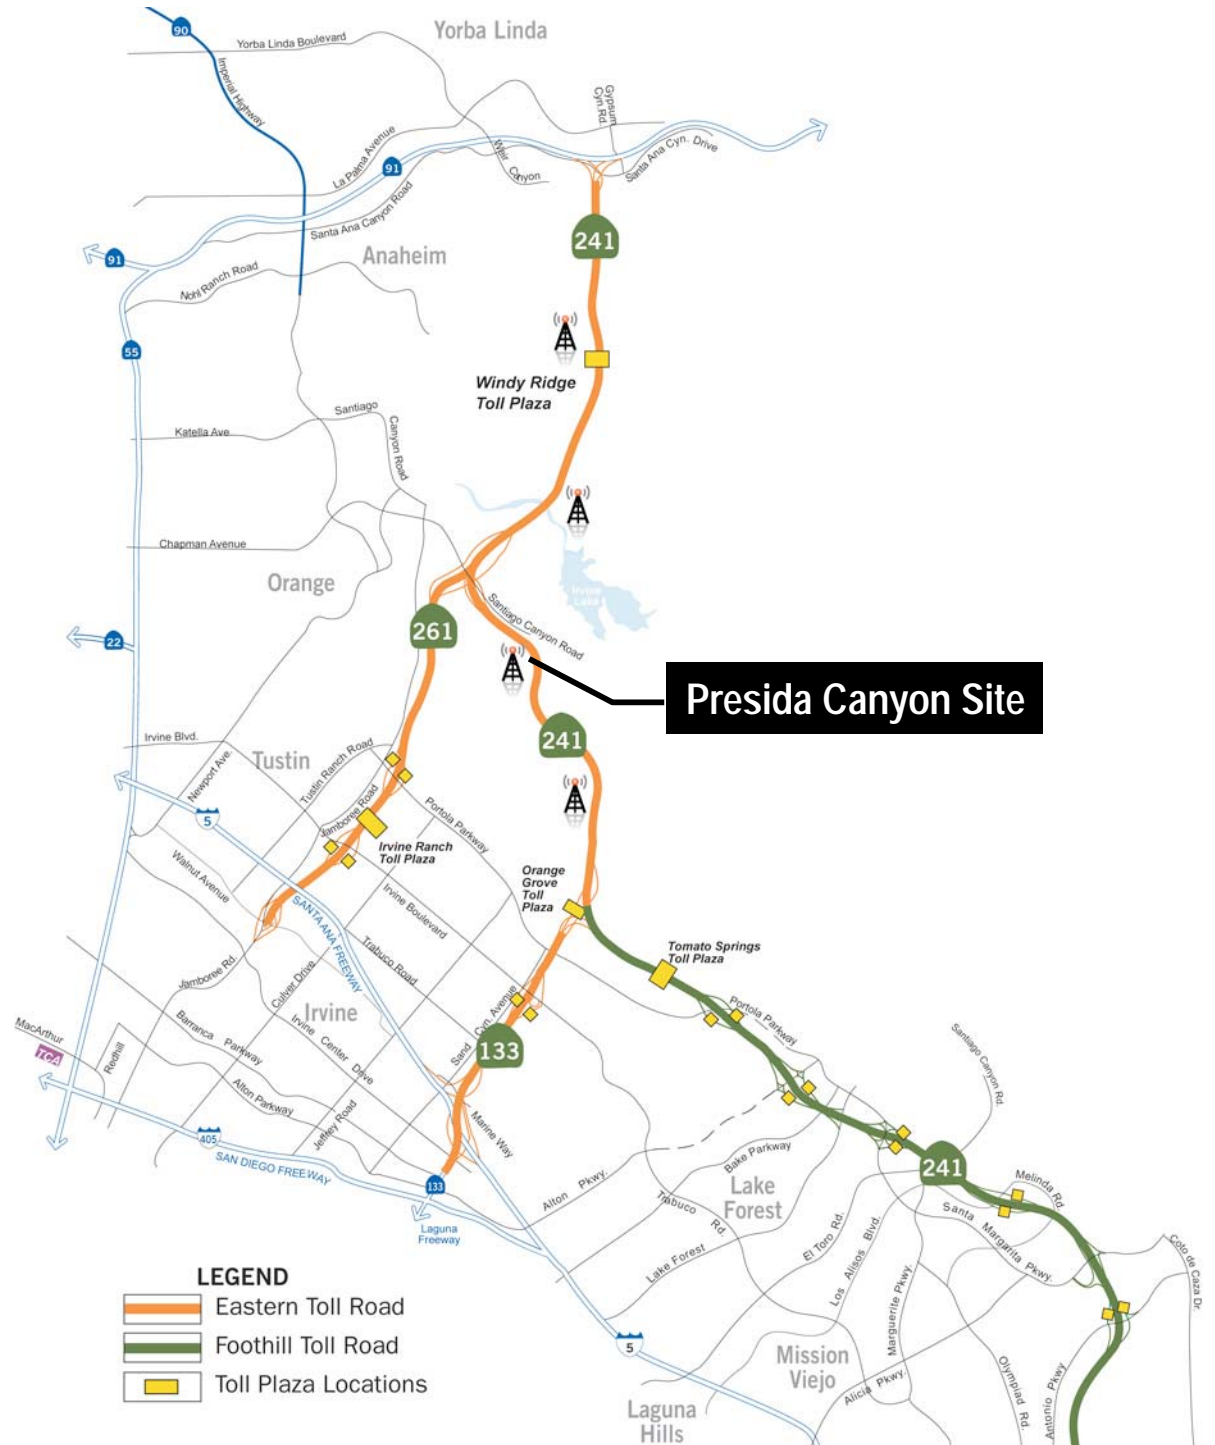 90
Yorba Linda
Yorba Linda Boulevard
Imperial Highway
Gypsum
Cyn.Rd.
La Palma Avenue
Weir
Canyon
Santa Ana Cyn. Drive
91
Santa Ana Canyon Road
241
Anaheim
91
Nohl Ranch Road
55
Windy Ridge
Toll Plaza
Santiago
Canyon Road
Katella Ave.
Chapman Avenue
Orange
Irvine
Lake
Santiago Canyon Road
261
22
Presida Canyon Site
241
Irvine Blvd.
Newport Ave.
Tustin
Tustin Ranch Road
Jamboree Road
Portola Parkway
5
Irvine Ranch
Toll Plaza
Walnut Avenue
Irvine Boulevard
Orange
Grove
Toll
Plaza
SANTA ANA FREEWAY
Trabuco Road
Tomato Springs
Toll Plaza
Jamboree Rd.
Culver Drive
Irvine
Sand
Cyn. Avenue
Portola Parkway
MacArthur
TCA
Redhill
Barranca Parkway
Irvine Center Drive
133
Santiago Canyon Rd.
Alton Parkway
Jeffrey Road
Marine Way
405
SAN DIEGO FREEWAY
133
Laguna
Freeway
Alton Pkwy.
Bake Parkway
241
Lake
Forest
Trabuco Rd.
Melinda Rd.
Santa Margarita Pkwy.
El Toro Rd.
Los Alisos Blvd.
Lake Forest
Coto de Caza Dr.
Marguerite Pkwy.
5
Mission
Viejo
Alicia Pkwy.
Olympiad Rd.
Antonio Pkwy
Laguna
Hills
LEGEND
Eastern Toll Road
Foothill Toll Road
Toll Plaza Locations